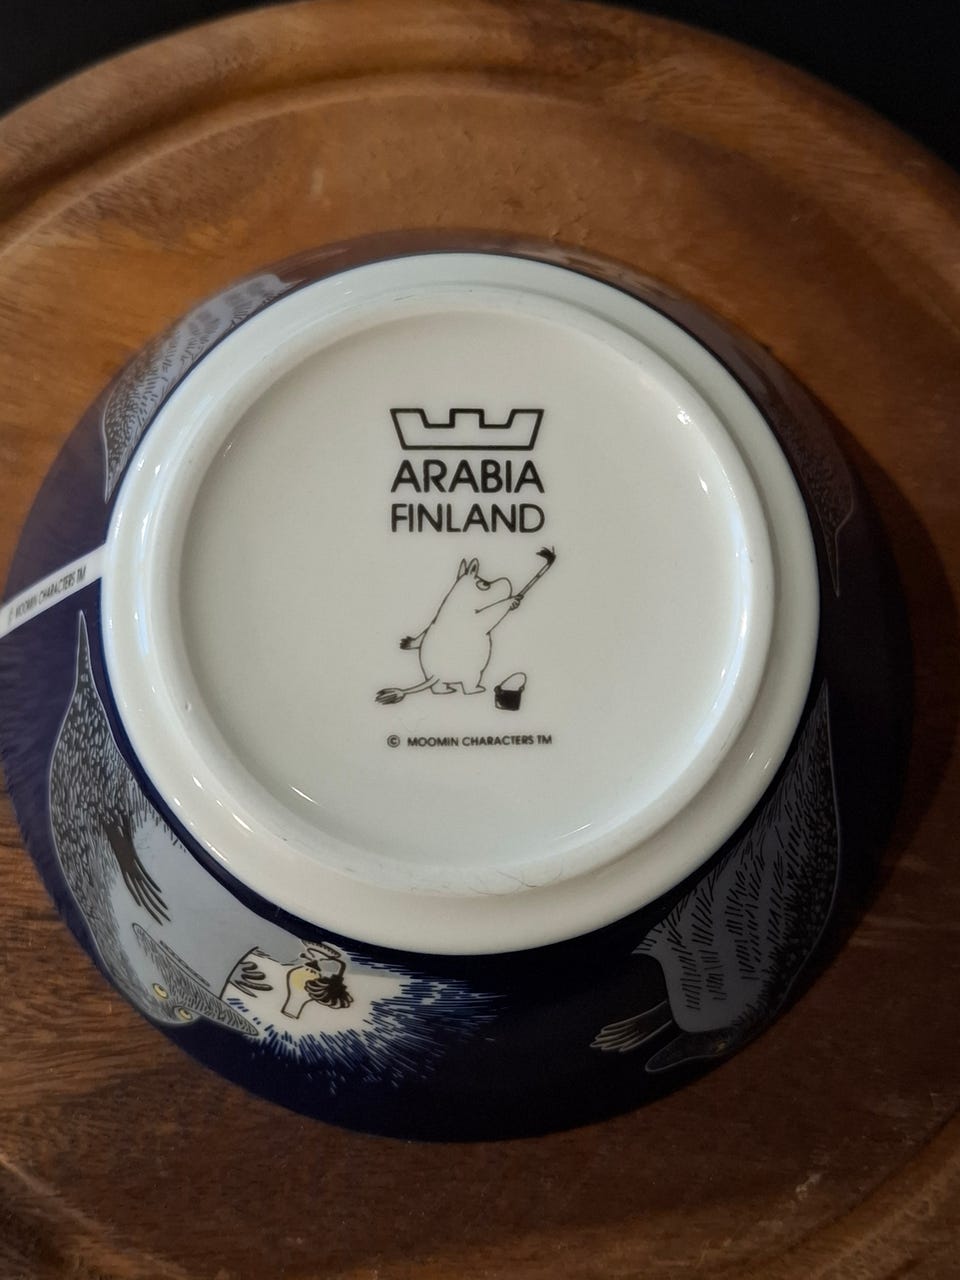 ARABIA
FINLAND
© MOOMIN CHARACTERS TM
© MOOMIN CHARACTERS TM